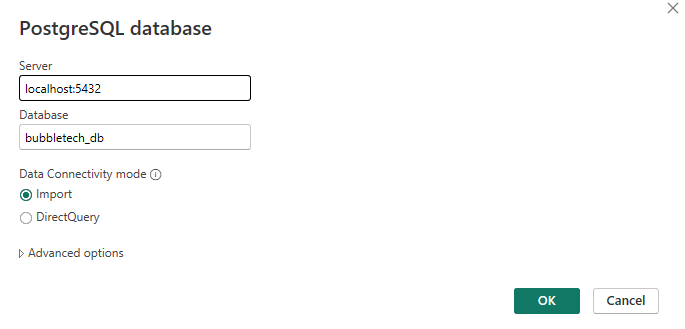 PostgreSQL database
Server
localhost:5432
Database
bubbletech_db
Data Connectivity mode
Import
DirectQuery
Advanced options
OK Cancel